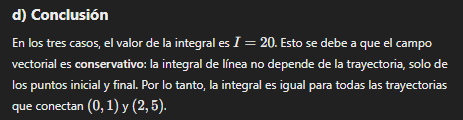 d) Conclusión
En los tres casos, el valor de la integral es I = 20. Esto se debe a que el campo
vectorial es conservativo: la integral de línea no depende de la trayectoria, solo de
los puntos inicial y final. Por lo tanto, la integral es igual para todas las trayectorias
que conectan (0, 1) y (2, 5).